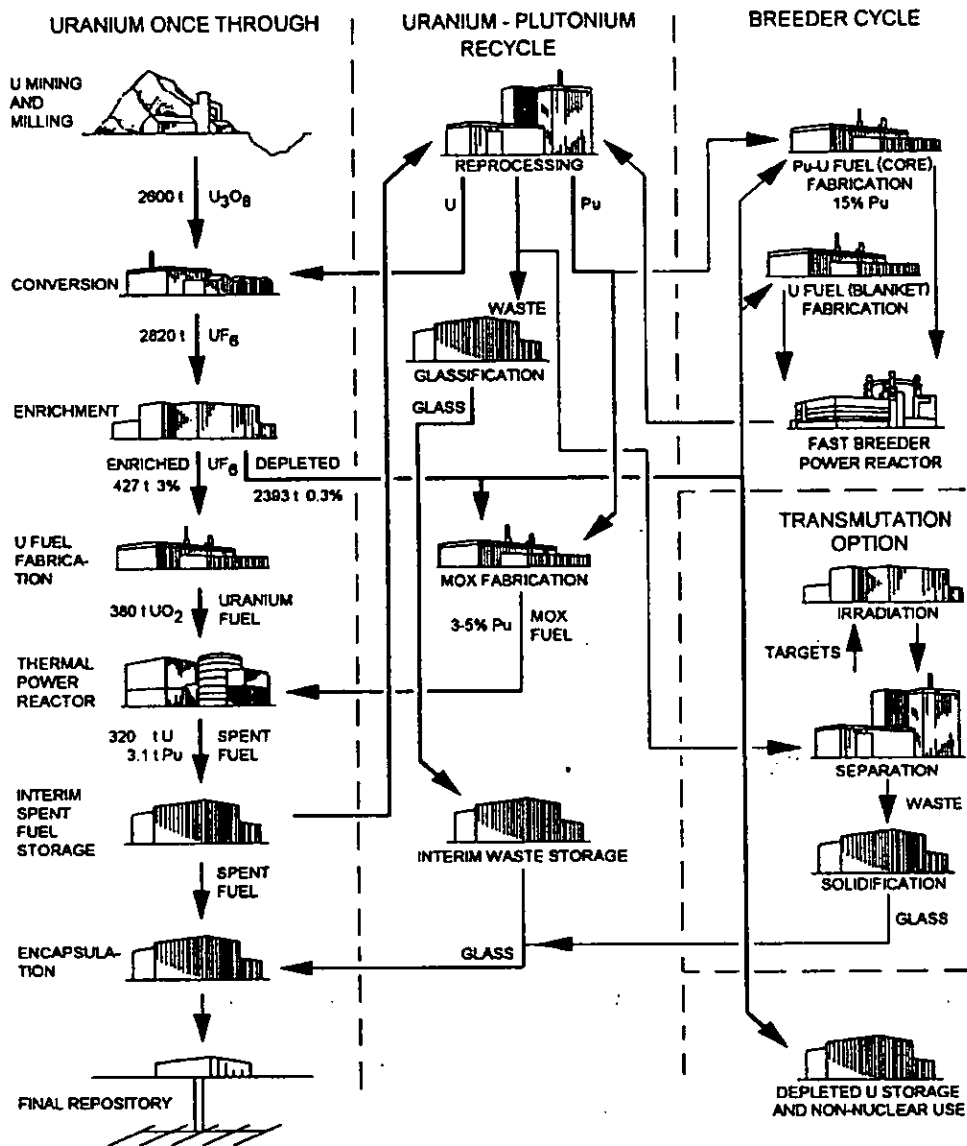 URANIUM ONCE THROUGH
U MINING
AND
MILLING
2600 t U₃O₈
CONVERSION
2820 t UF₆
ENRICHMENT
ENRICHED UF₆ DEPLETED
427 t 3% 2393 t 0.3%
U FUEL
FABRICA-
TION
380 t UO₂ URANIUM
FUEL
THERMAL
POWER
REACTOR
320 t U SPENT
3.1 t Pu FUEL
INTERIM
SPENT
FUEL
STORAGE
SPENT
FUEL
ENCAPSULA-
TION
FINAL REPOSITORY
URANIUM - PLUTONIUM
RECYCLE
REPROCESSING
U
Pu
WASTE
GLASSIFICATION
GLASS
MOX FABRICATION
3-5% Pu MOX
FUEL
INTERIM WASTE STORAGE
GLASS
BREEDER CYCLE
Pu-U FUEL (CORE)
FABRICATION
15% Pu
U FUEL (BLANKET)
FABRICATION
FAST BREEDER
POWER REACTOR
TRANSMUTATION
OPTION
IRRADIATION
TARGETS
SEPARATION
WASTE
SOLIDIFICATION
GLASS
DEPLETED U STORAGE
AND NON-NUCLEAR USE